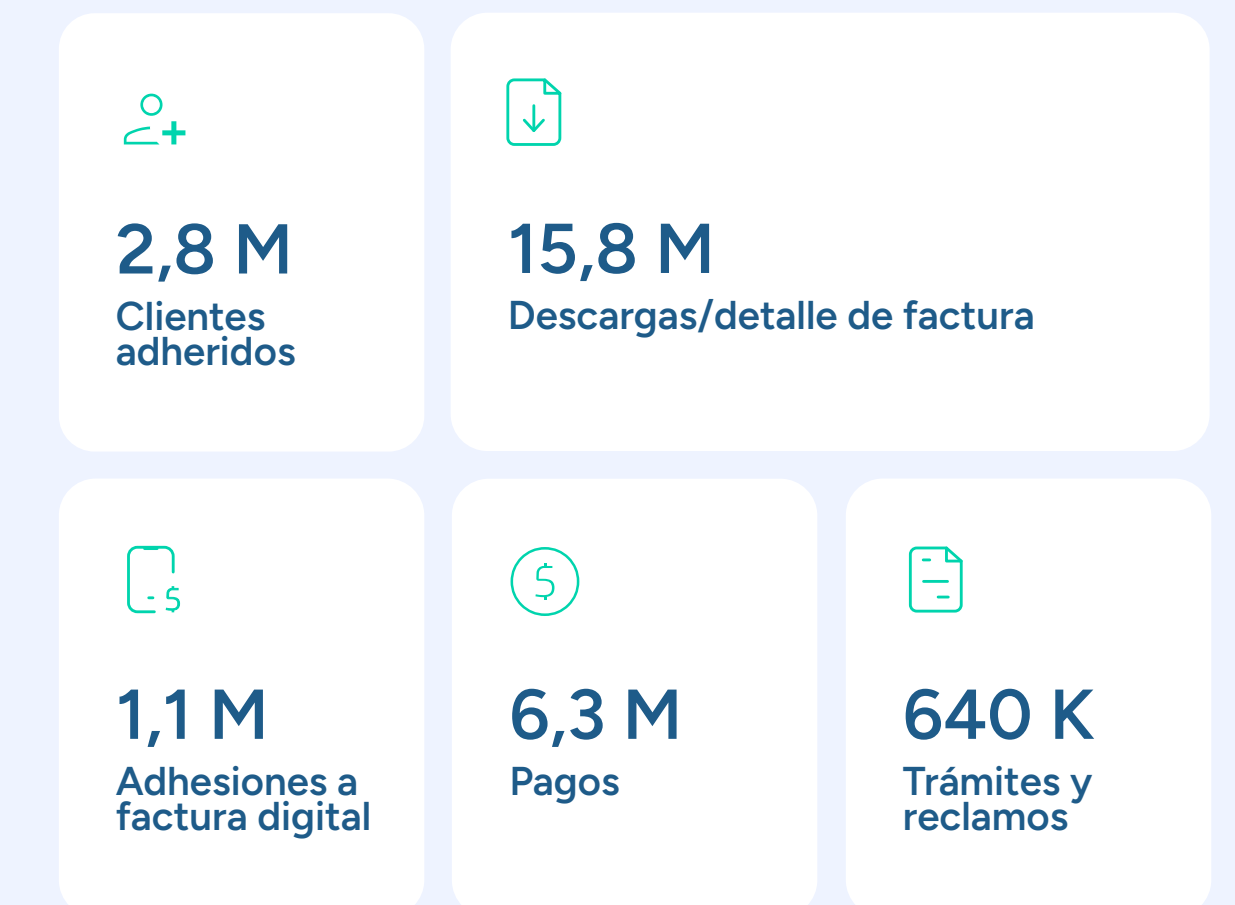 2,8 M
Clientes
adheridos
15,8 M
Descargas/detalle de factura
1,1 M
Adhesiones a
factura digital
6,3 M
Pagos
640 K
Trámites y
reclamos